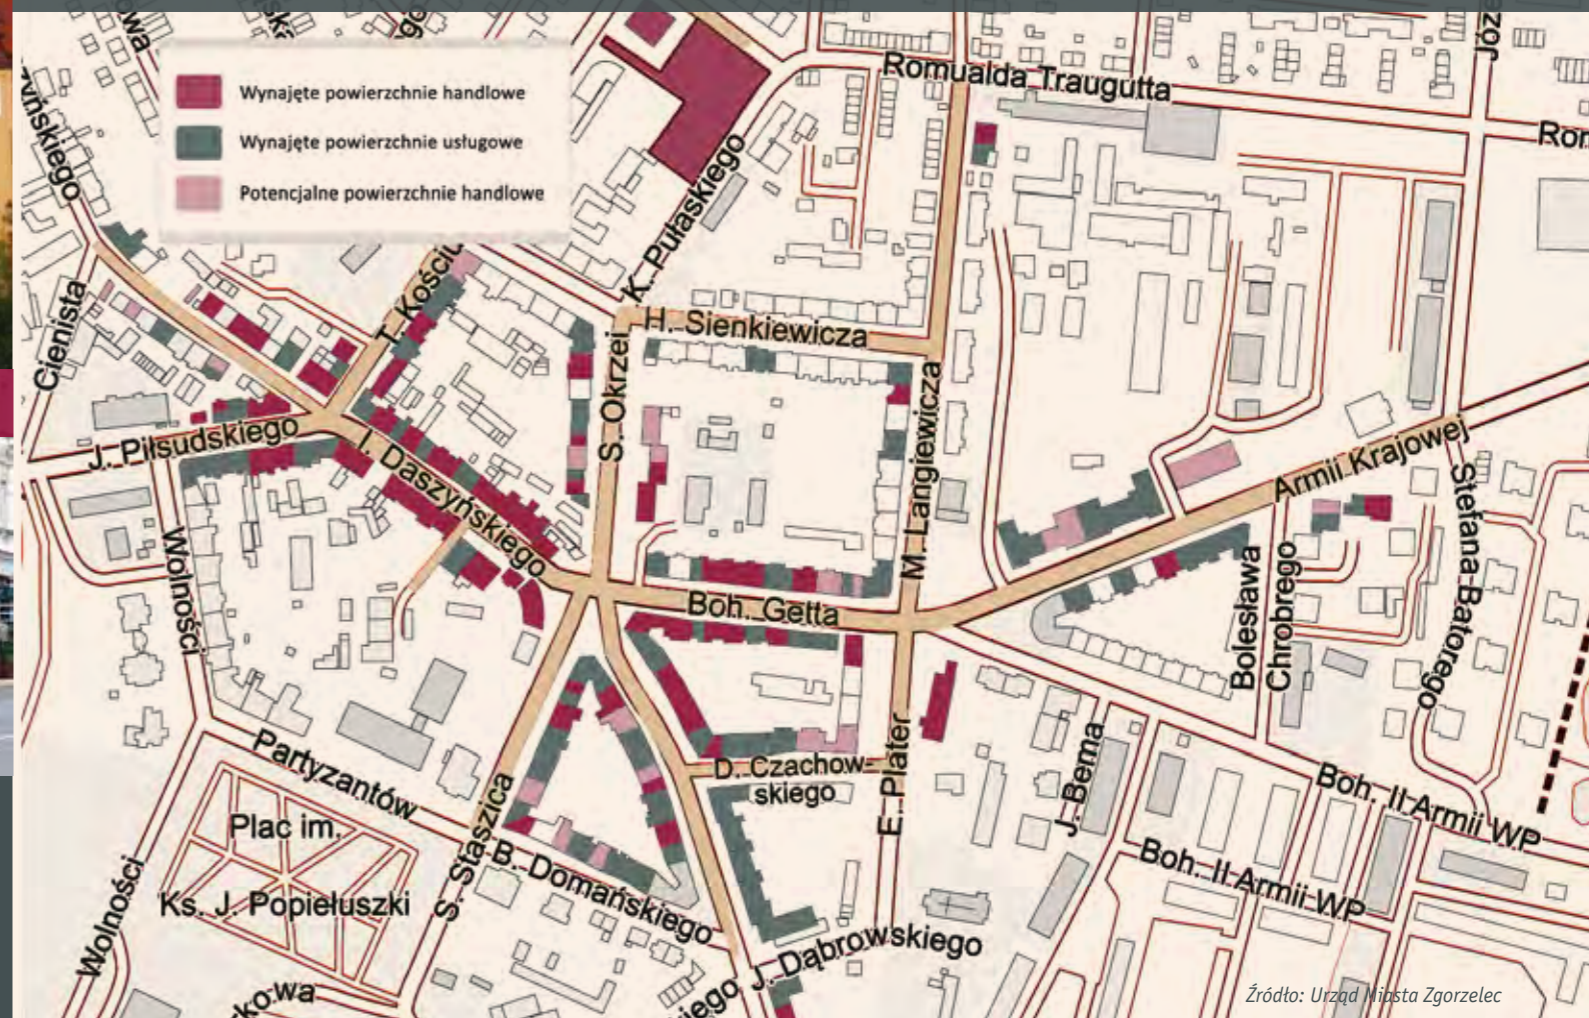 Wynajęte powierzchnie handlowe
Wynajęte powierzchnie usługowe
Potencjalne powierzchnie handlowe
Romualda Traugutta
K. Pułaskiego
Cienista
H. Sienkiewicza
S. Okrzei
M. Langiewicza
J. Piłsudskiego
I. Daszyńskiego
Armii Krajowej
Stefana Batorego
Wolności
Boh. Getta
Bolesława
Chrobrego
Partyzantów
D. Czachow-
skiego
E. Plater
J. Bema
Boh. II Armii WP
Boh. II Armii WP
Plac im.
Ks. J. Popiełuszki
S. Staszica
B. Domańskiego
J. Dąbrowskiego
Wolności
Źródło: Urząd Miasta Zgorzelec